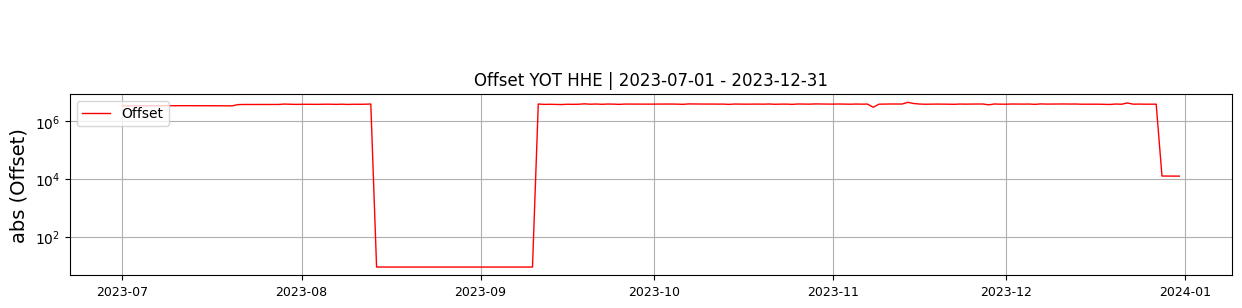 Offset YOT HHE | 2023-07-01 - 2023-12-31
Offset
abs (Offset)
10^6
10^4
10^2
2023-07 2023-08 2023-09 2023-10 2023-11 2023-12 2024-01